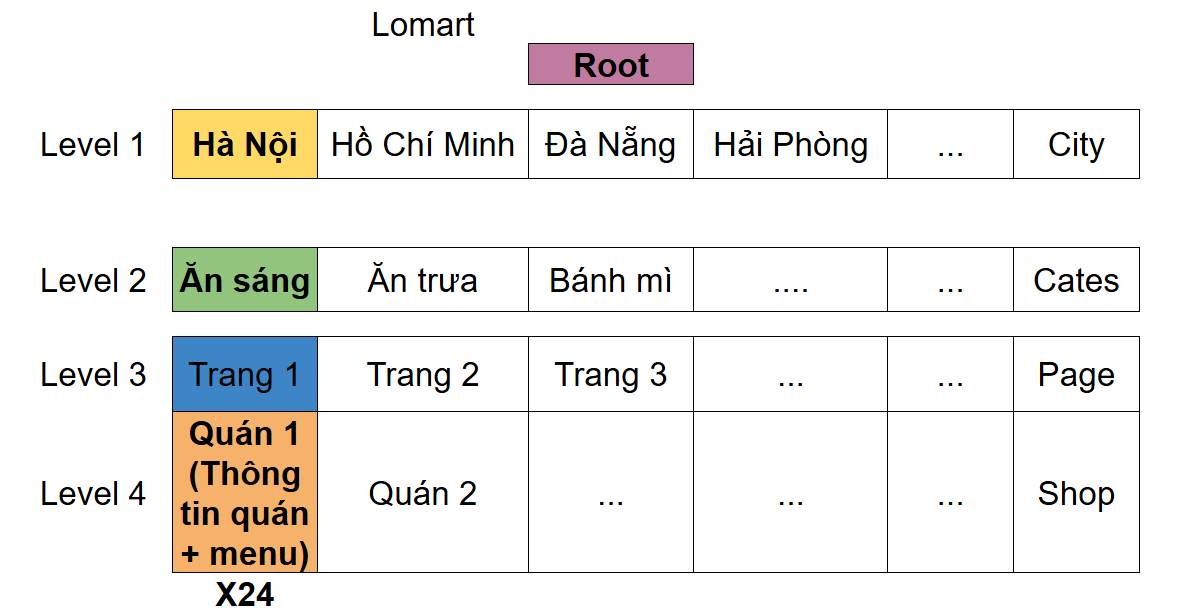 Lomart
Root
Level 1 Hà Nội Hồ Chí Minh Đà Nẵng Hải Phòng ... City
Level 2 Ăn sáng Ăn trưa Bánh mì .... ... Cates
Level 3 Trang 1 Trang 2 Trang 3 ... ... Page
Level 4 Quán 1 (Thông tin quán + menu) Quán 2 ... ... ... Shop
X24